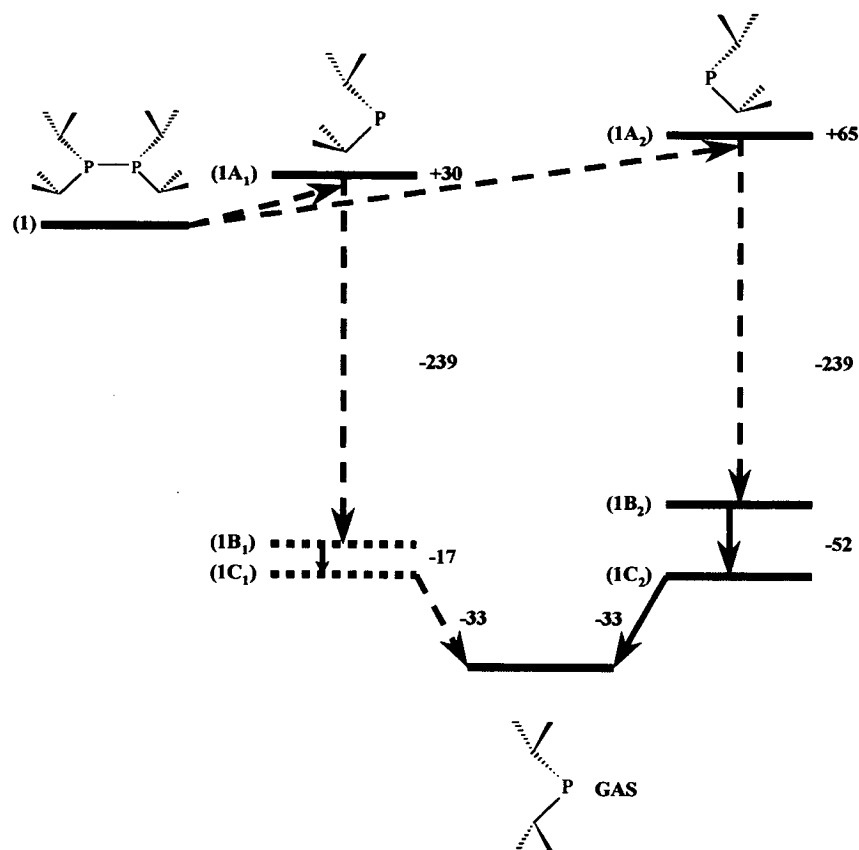 P
P
P — P
(1A₂)
+65
(1A₁)
+30
(1)
-239
-239
(1B₂)
(1B₁)
-17
-52
(1C₁)
(1C₂)
-33
-33
P GAS